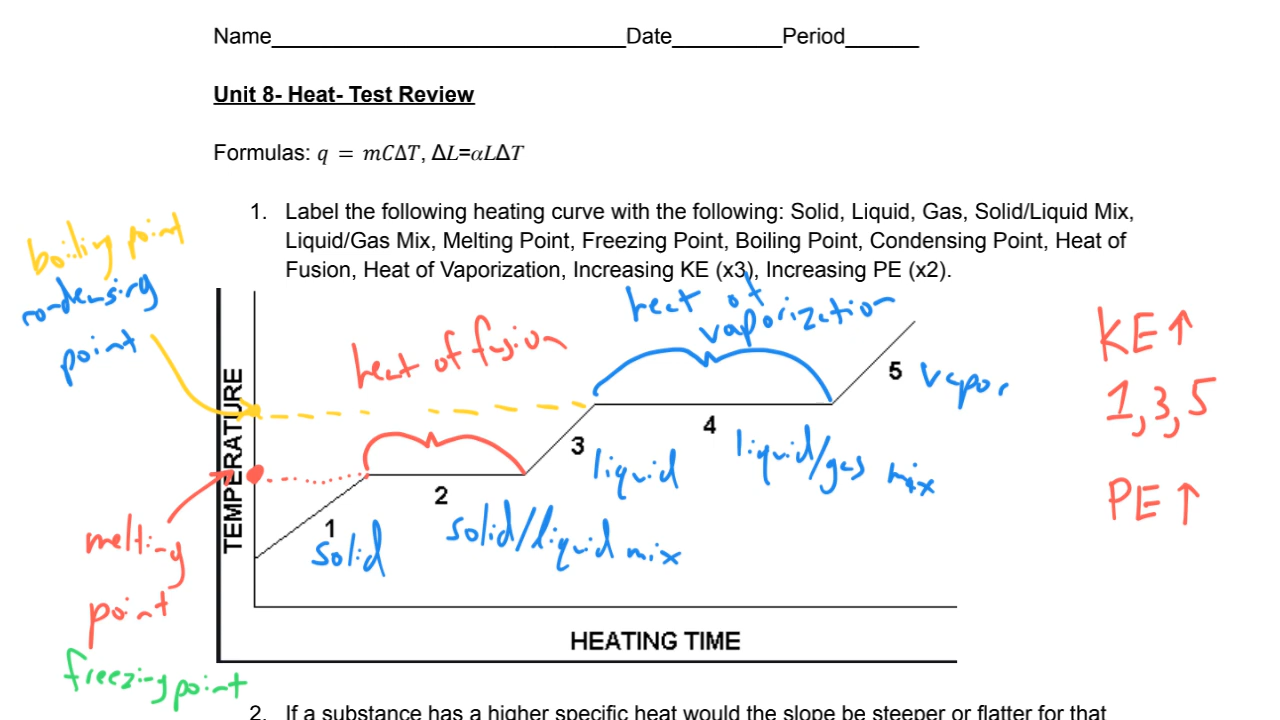 Name_____________________________Date_________Period______
Unit 8- Heat- Test Review
Formulas: q = mCΔT, ΔL=αLΔT
1. Label the following heating curve with the following: Solid, Liquid, Gas, Solid/Liquid Mix,
Liquid/Gas Mix, Melting Point, Freezing Point, Boiling Point, Condensing Point, Heat of
Fusion, Heat of Vaporization, Increasing KE (x3), Increasing PE (x2).
boiling point
condensing
point
heat of fusion
heat of
vaporization
KE↑
1,3,5
PE↑
TEMPERATURE
5 vapor
4
liquid/gas mix
3
liquid
2
solid/liquid mix
1
solid
melting
point
freezing point
HEATING TIME
2. If a substance has a higher specific heat would the slope be steeper or flatter for that